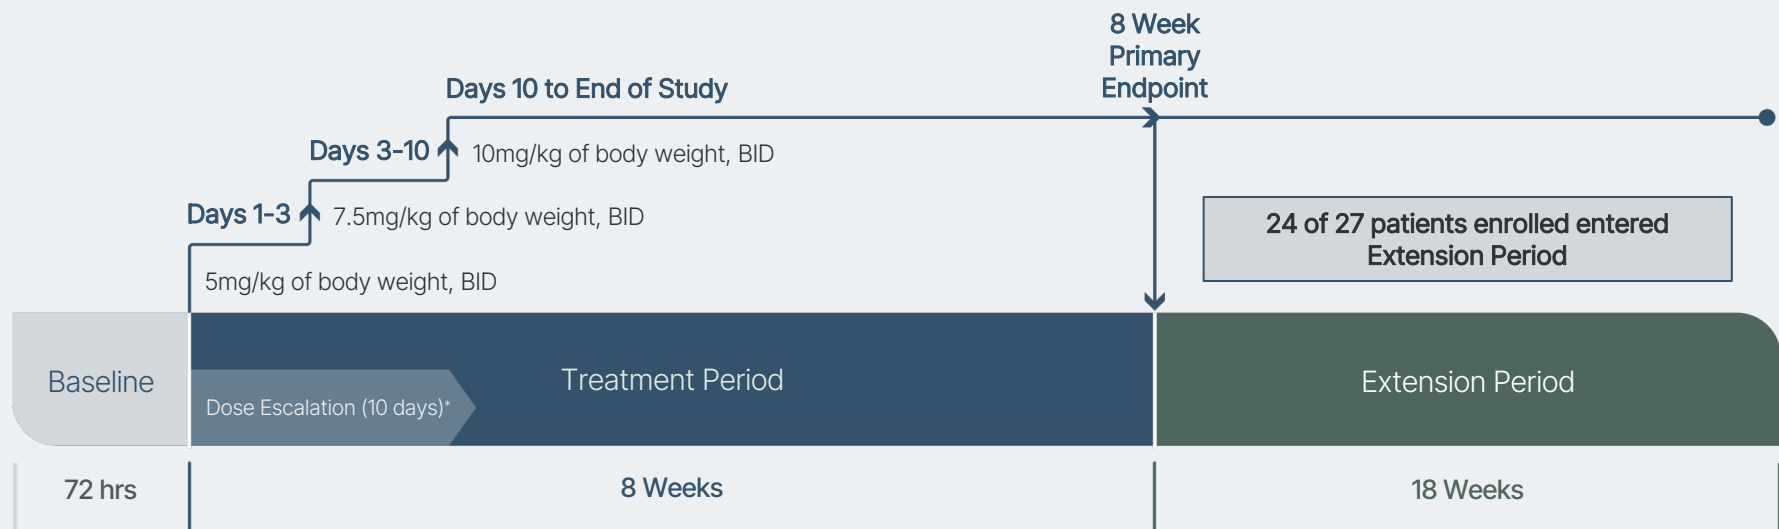 8 Week
Primary
Endpoint
Days 10 to End of Study
Days 3-10
10mg/kg of body weight, BID
Days 1-3
7.5mg/kg of body weight, BID
24 of 27 patients enrolled entered
Extension Period
5mg/kg of body weight, BID
Baseline
Treatment Period
Extension Period
Dose Escalation (10 days)*
72 hrs
8 Weeks
18 Weeks